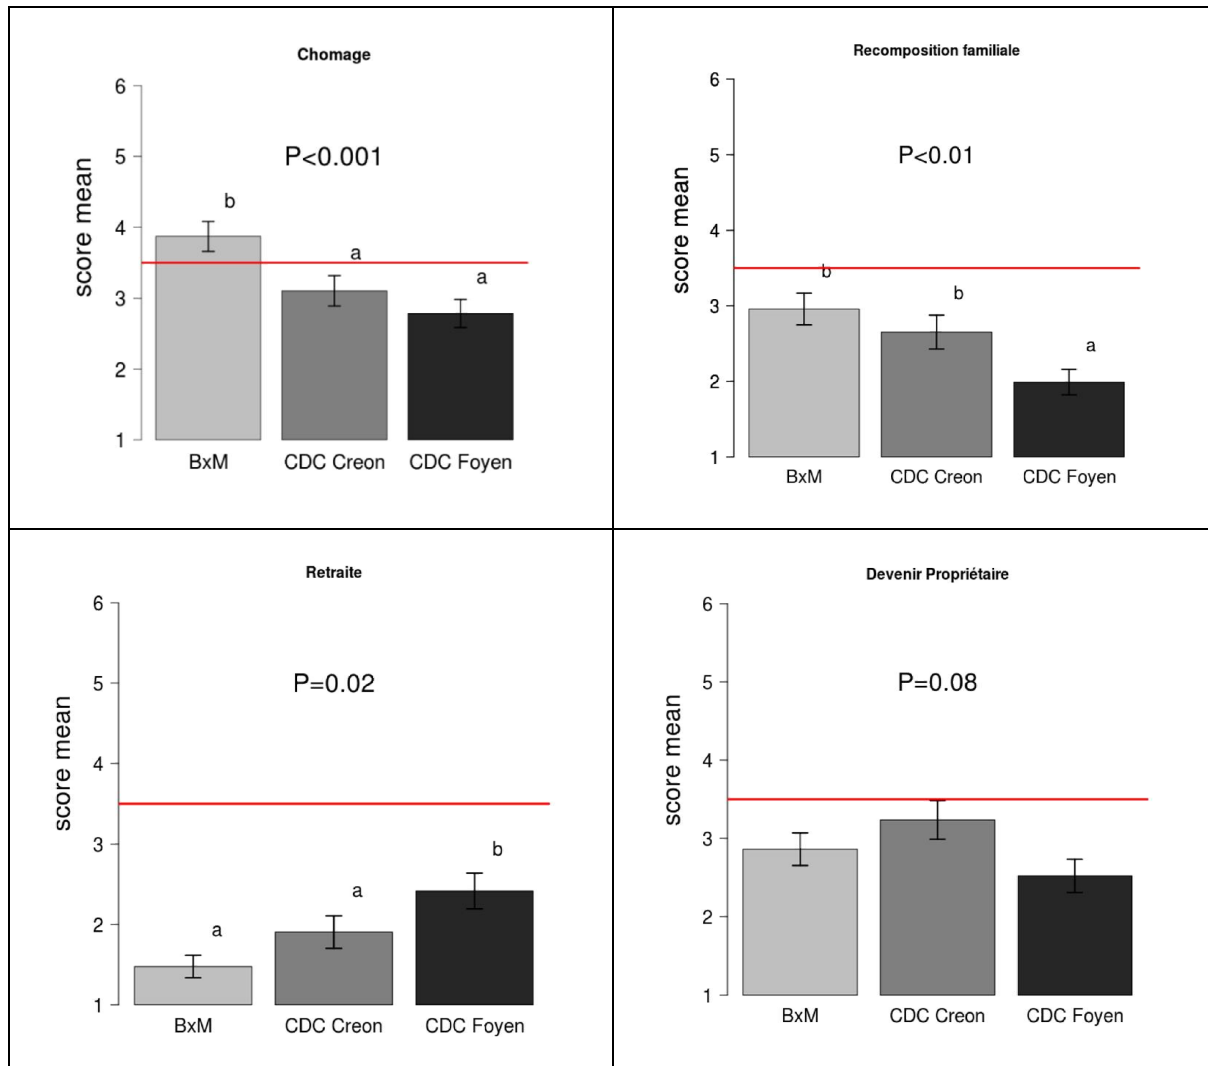 Chomage
6
5
4
3
2
1
score mean
P<0.001
b
a
a
BxM
CDC Creon
CDC Foyen
Recomposition familiale
6
5
4
3
2
1
score mean
P<0.01
b
b
a
BxM
CDC Creon
CDC Foyen
Retraite
6
5
4
3
2
1
score mean
P=0.02
a
a
b
BxM
CDC Creon
CDC Foyen
Devenir Propriétaire
6
5
4
3
2
1
score mean
P=0.08
BxM
CDC Creon
CDC Foyen